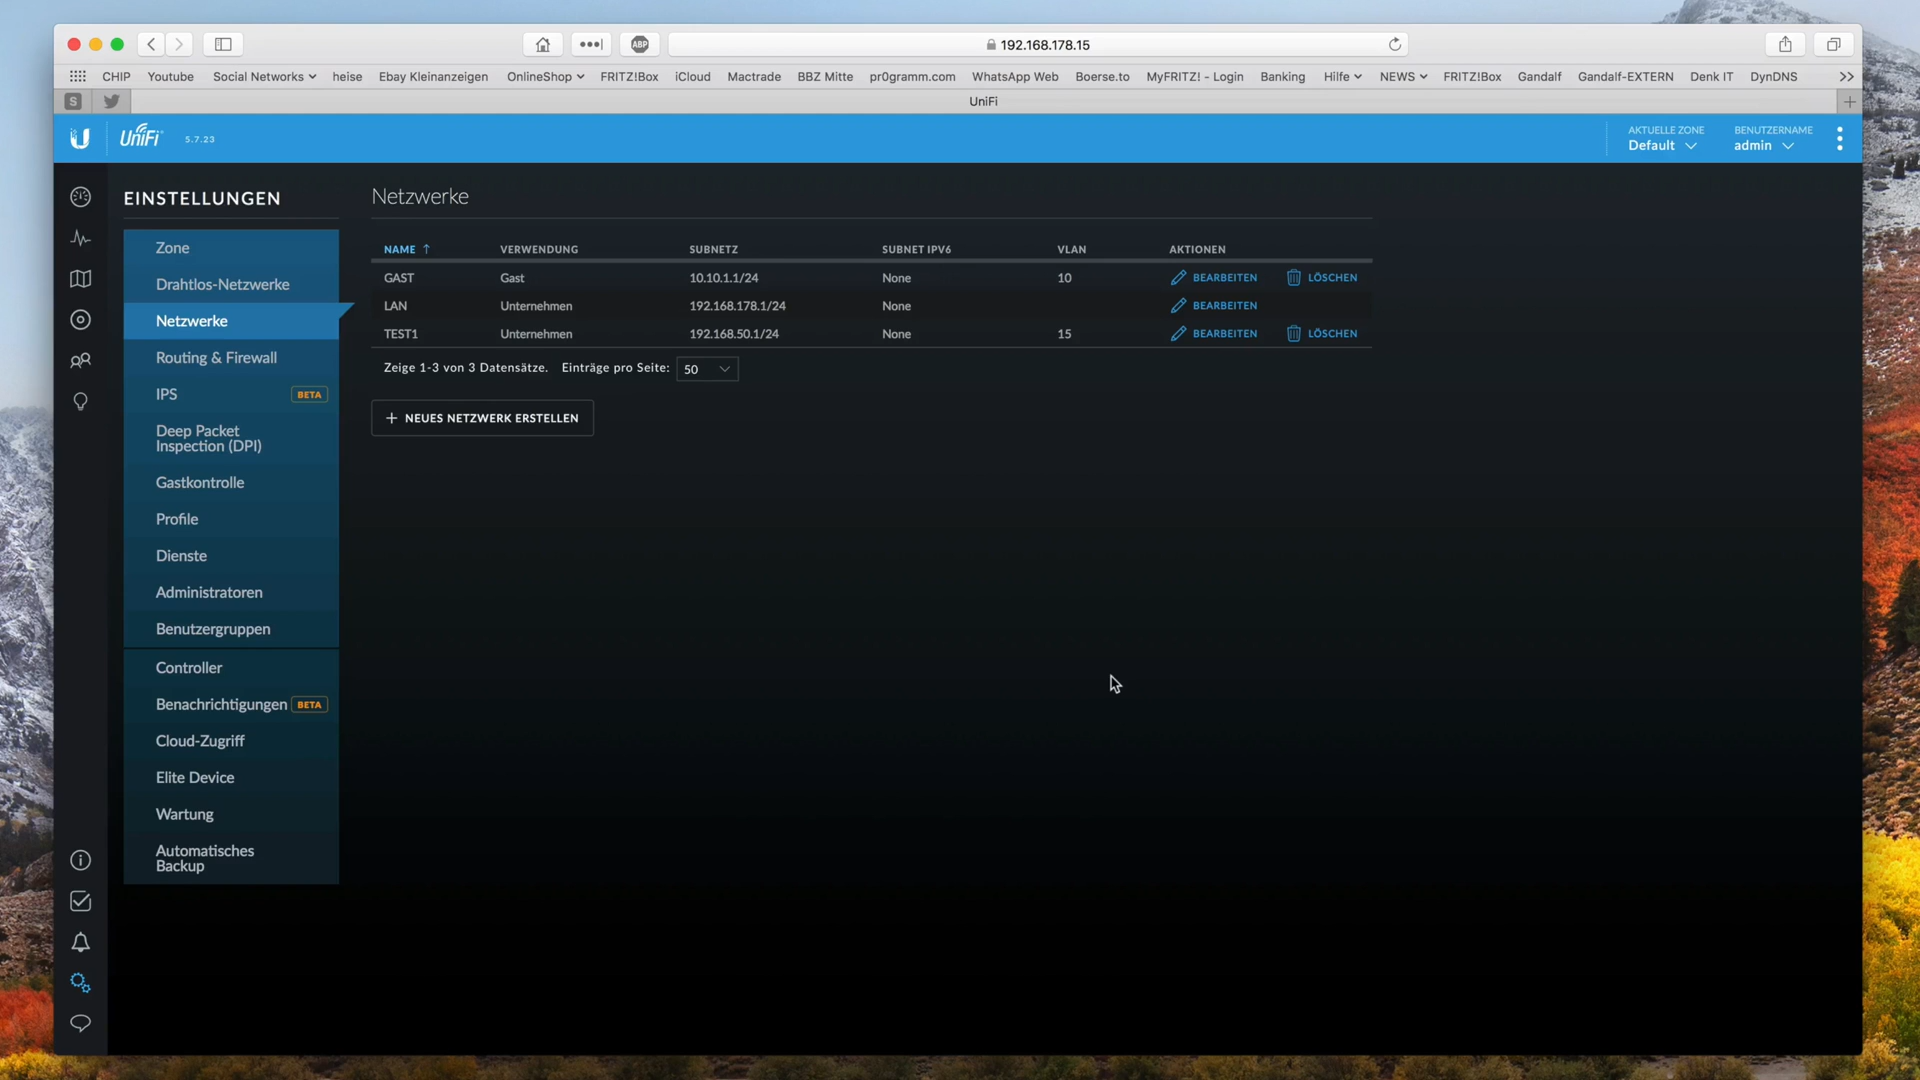 192.168.178.15
CHIP Youtube Social Networks heise Ebay Kleinanzeigen OnlineShop FRITZ!Box iCloud Mactrade BBZ Mitte pr0gramm.com WhatsApp Web Boerse.to MyFRITZ! - Login Banking Hilfe NEWS FRITZ!Box Gandalf Gandalf-EXTERN Denk IT DynDNS
ABP
S
UniFi
UniFi 5.7.23
AKTUELLE ZONE
Default
BENUTZERNAME
admin
EINSTELLUNGEN
Zone
Drahtlos-Netzwerke
Netzwerke
Routing & Firewall
IPS BETA
Deep Packet
Inspection (DPI)
Gastkontrolle
Profile
Dienste
Administratoren
Benutzergruppen
Controller
Benachrichtigungen BETA
Cloud-Zugriff
Elite Device
Wartung
Automatisches
Backup
Netzwerke
NAME ↑ VERWENDUNG SUBNETZ SUBNET IPV6 VLAN AKTIONEN
GAST Gast 10.10.1.1/24 None 10 BEARBEITEN LÖSCHEN
LAN Unternehmen 192.168.178.1/24 None BEARBEITEN
TEST1 Unternehmen 192.168.50.1/24 None 15 BEARBEITEN LÖSCHEN
Zeige 1-3 von 3 Datensätze. Einträge pro Seite: 50
+ NEUES NETZWERK ERSTELLEN